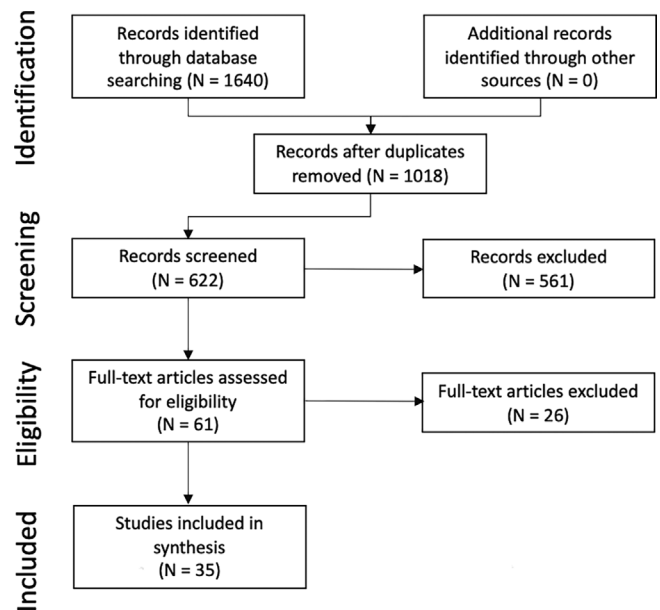 Identification
Records identified
through database
searching (N = 1640)
Additional records
identified through other
sources (N = 0)
Records after duplicates
removed (N = 1018)
Screening
Records screened
(N = 622)
Records excluded
(N = 561)
Eligibility
Full-text articles assessed
for eligibility
(N = 61)
Full-text articles excluded
(N = 26)
Included
Studies included in
synthesis
(N = 35)